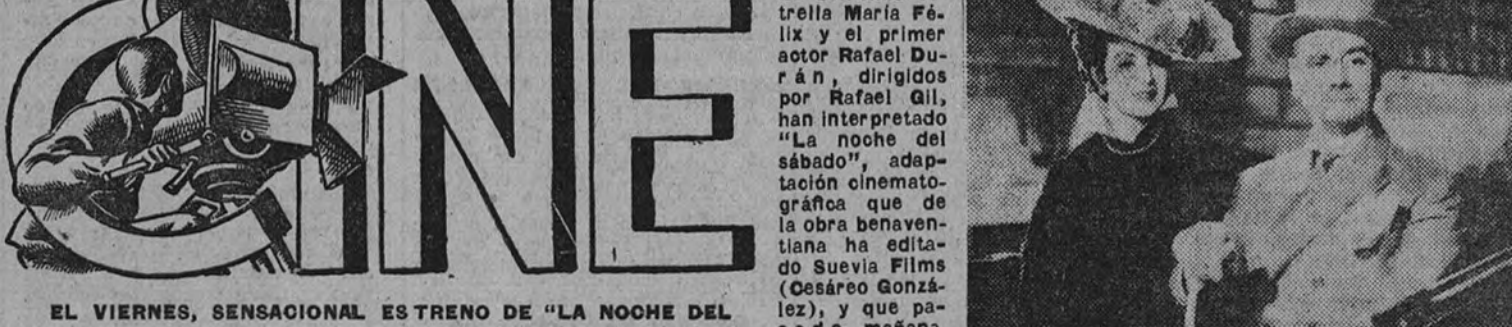 CINE
EL VIERNES, SENSACIONAL ESTRENO DE "LA NOCHE DEL
trella María Fé-
lix y el primer
actor Rafael Du-
rán, dirigidos
por Rafael Gil,
han interpretado
"La noche del
sábado", adap-
tación cinemato-
gráfica que de
la obra benaven-
tiana ha edita-
do Suevia Films
(Cesáreo Gonzá-
lez), y que pa-
mañana